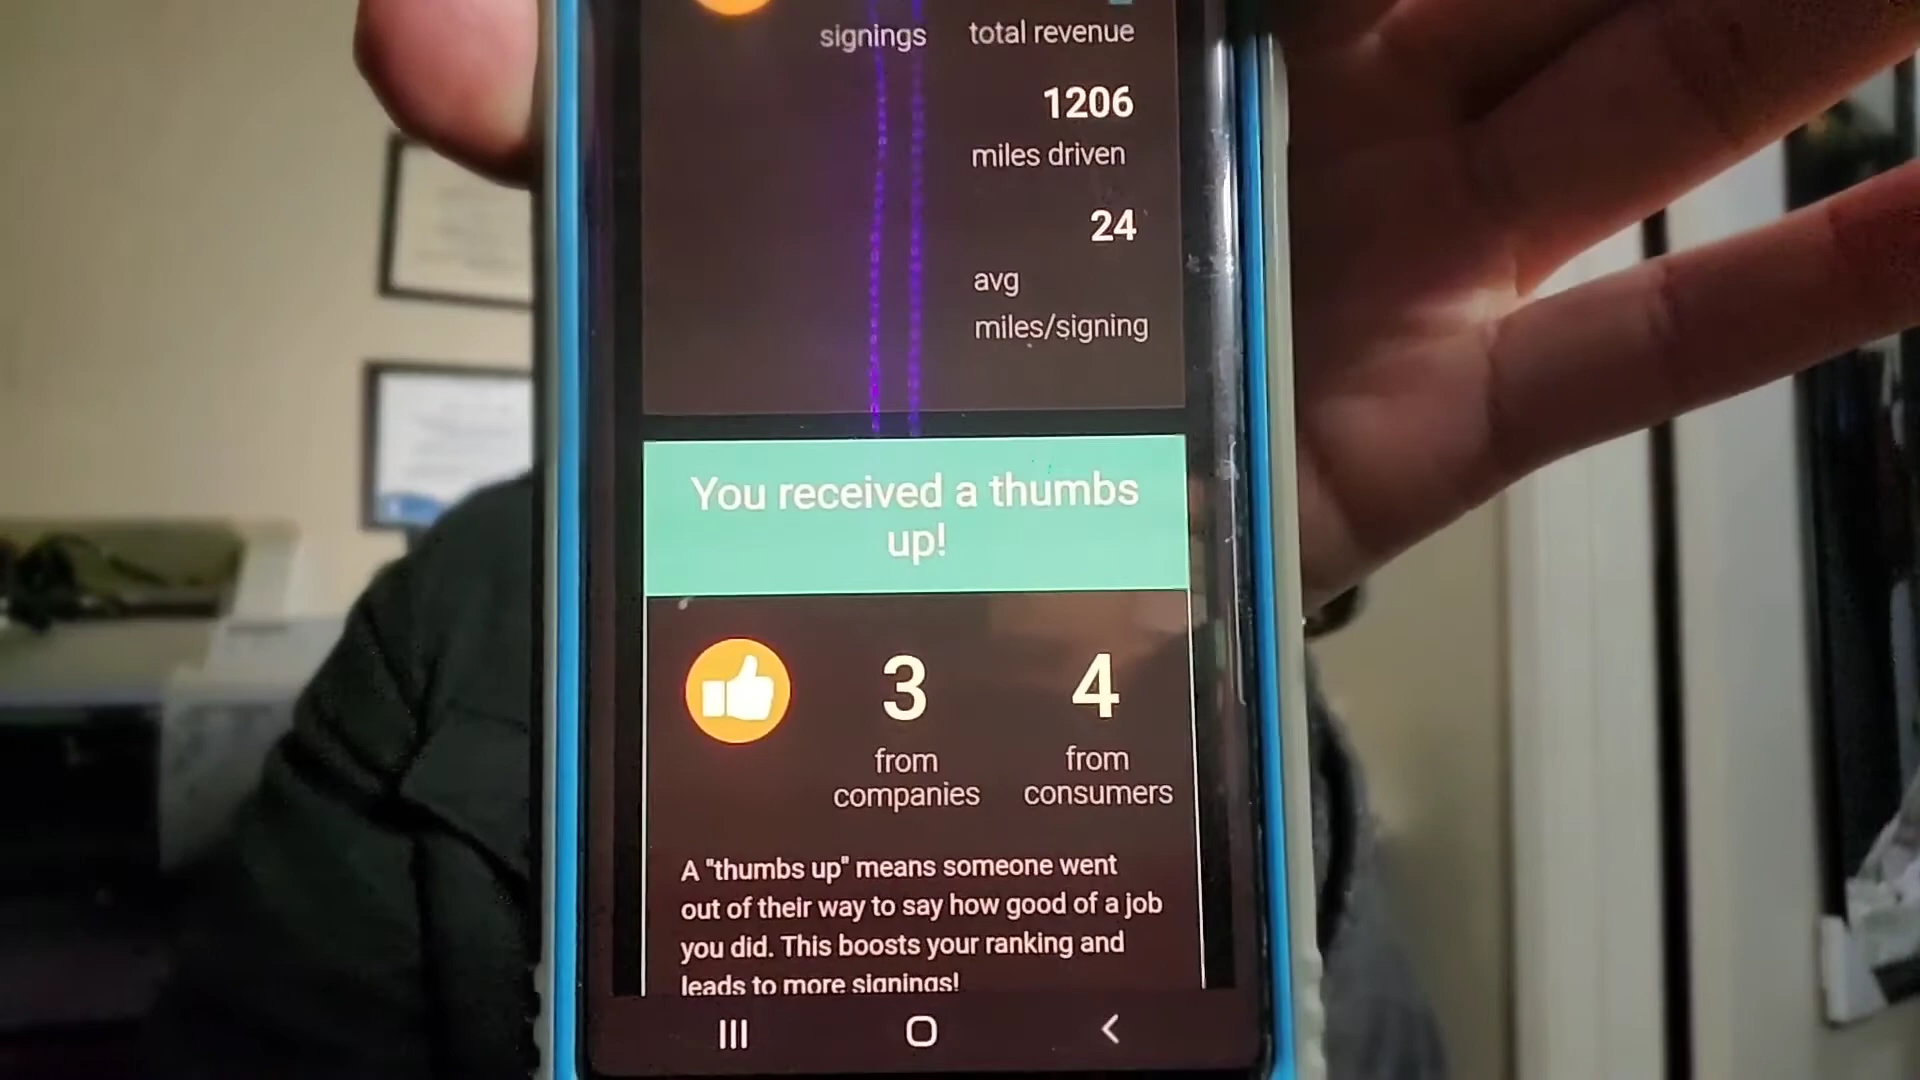 signings total revenue
1206
miles driven
24
avg
miles/signing
You received a thumbs
up!
3 4
from from
companies consumers
A "thumbs up" means someone went
out of their way to say how good of a job
you did. This boosts your ranking and
leads to more signings!